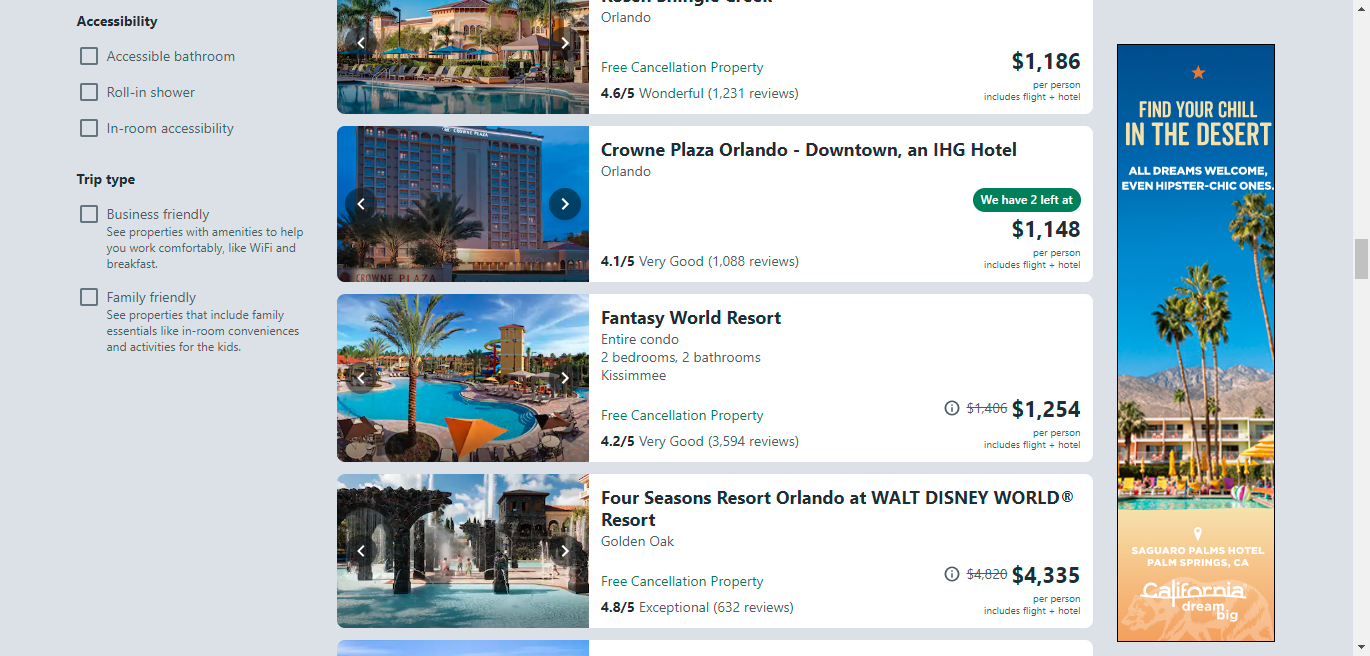 Accessibility
Accessible bathroom
Roll-in shower
In-room accessibility
Trip type
Business friendly
See properties with amenities to help
you work comfortably, like WiFi and
breakfast.
Family friendly
See properties that include family
essentials like in-room conveniences
and activities for the kids.
Rosen Shingle Creek
Orlando
Free Cancellation Property
4.6/5 Wonderful (1,231 reviews)
$1,186
per person
includes flight + hotel
CROWNE PLAZA
CROWNE PLAZA
Crowne Plaza Orlando - Downtown, an IHG Hotel
Orlando
We have 2 left at
$1,148
per person
includes flight + hotel
4.1/5 Very Good (1,088 reviews)
Fantasy World Resort
Entire condo
2 bedrooms, 2 bathrooms
Kissimmee
Free Cancellation Property
4.2/5 Very Good (3,594 reviews)
$1,406 $1,254
per person
includes flight + hotel
Four Seasons Resort Orlando at WALT DISNEY WORLD®
Resort
Golden Oak
Free Cancellation Property
4.8/5 Exceptional (632 reviews)
$4,820 $4,335
per person
includes flight + hotel
FIND YOUR CHILL
IN THE DESERT
ALL DREAMS WELCOME,
EVEN HIPSTER-CHIC ONES.
SAGUARO PALMS HOTEL
PALM SPRINGS, CA
California
dream
big